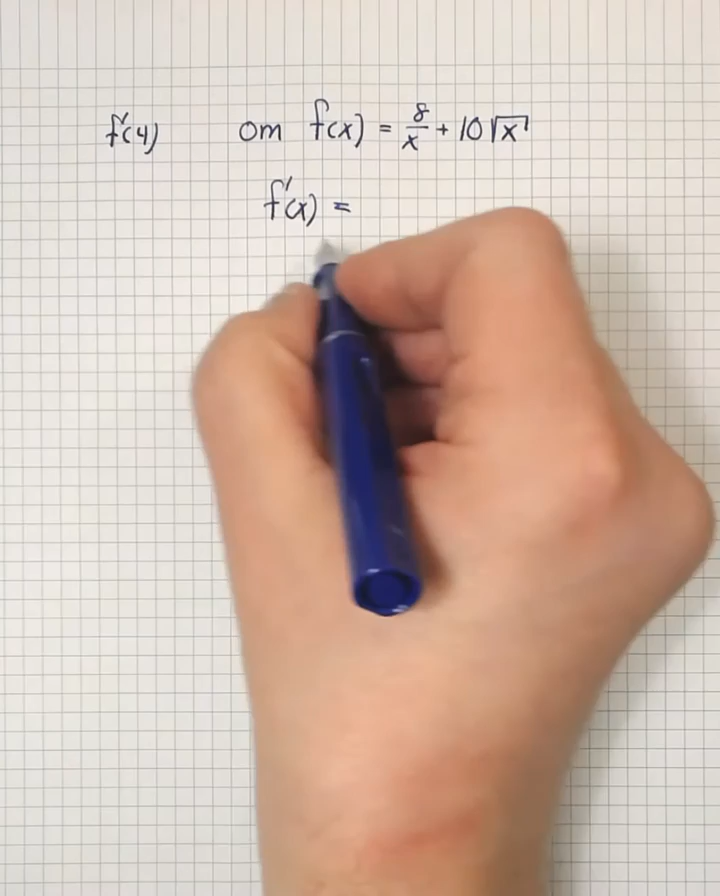 f'(4) om f(x) = 8/x + 10√x
f'(x) =